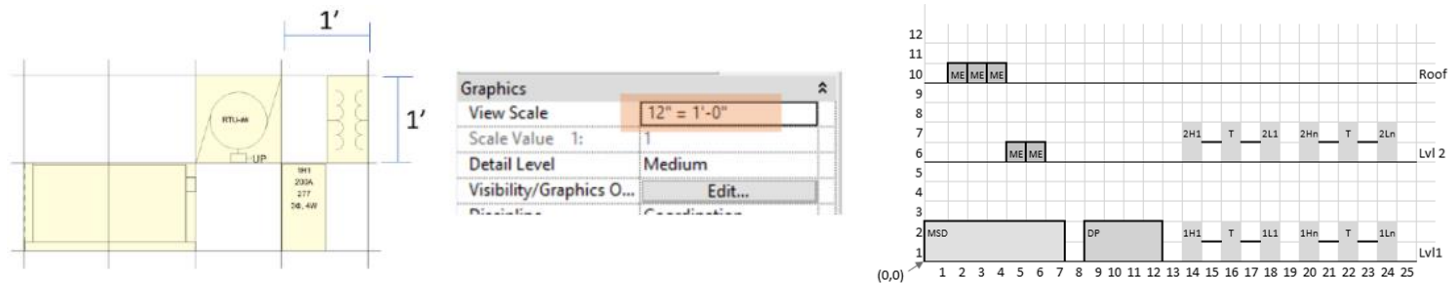 1’
1’
RTU-##
UP
1H1
200A
277
3Ø, 4W
Graphics
View Scale 12" = 1'-0"
Scale Value 1: 1
Detail Level Medium
Visibility/Graphics O... Edit...
Discipline Coordination
12
11
10 ME ME ME Roof
9
8
7 2H1 T 2L1 2Hn T 2Ln
6 ME ME Lvl 2
5
4
3
2 MSD DP 1H1 T 1L1 1Hn T 1Ln
1 Lvl1
(0,0) 1 2 3 4 5 6 7 8 9 10 11 12 13 14 15 16 17 18 19 20 21 22 23 24 25